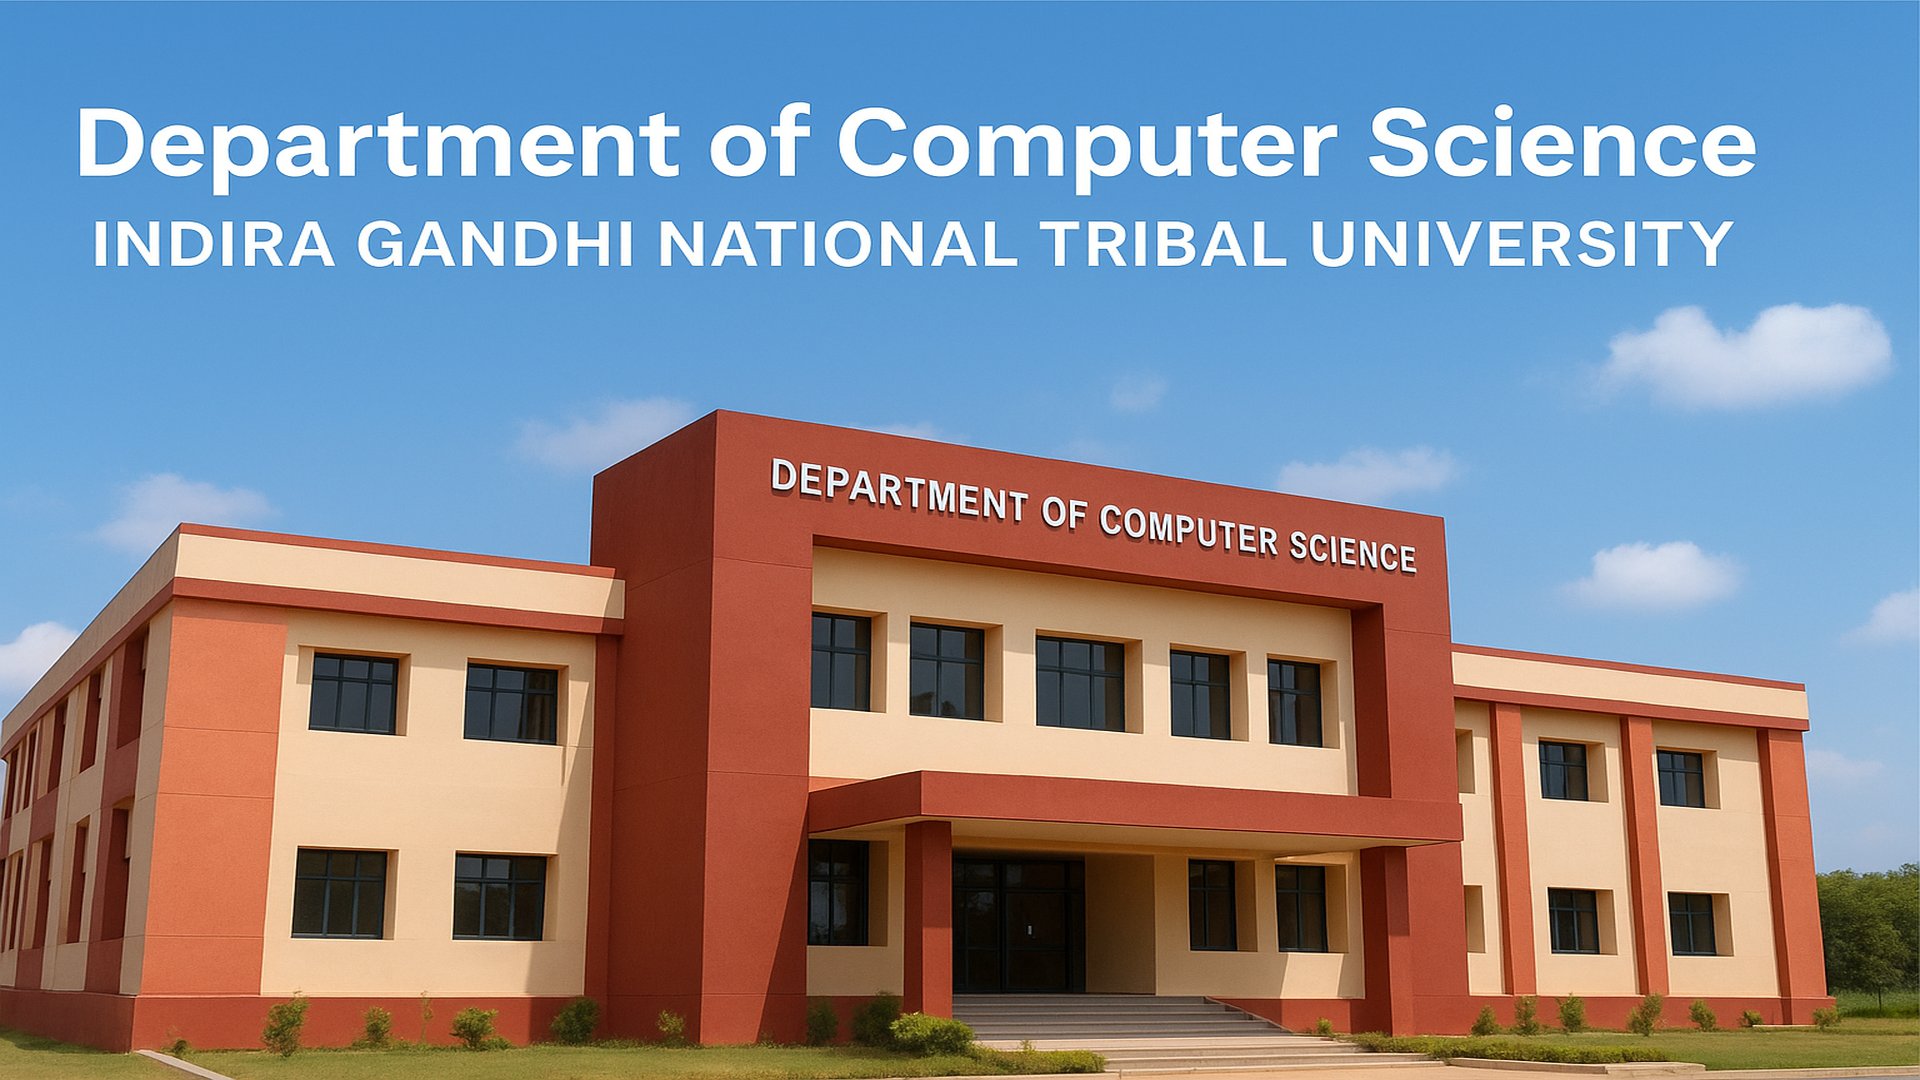 Department of Computer Science
INDIRA GANDHI NATIONAL TRIBAL UNIVERSITY
DEPARTMENT OF COMPUTER SCIENCE